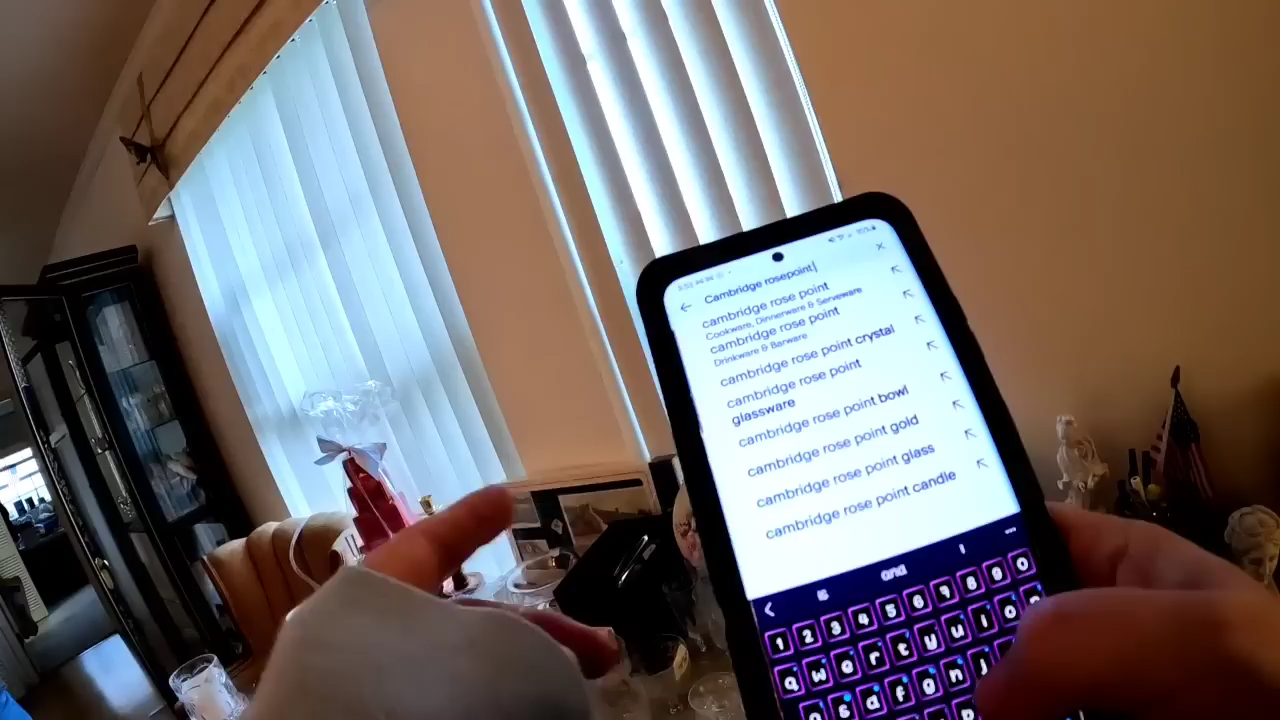 Cambridge rosepoint
cambridge rose point
Cookware, Dinnerware & Serveware
cambridge rose point
Drinkware & Barware
cambridge rose point crystal
cambridge rose point
glassware
cambridge rose point bowl
cambridge rose point gold
cambridge rose point glass
cambridge rose point candle
and
1 2 3 4 5 6 7 8 9 0
q w e r t y u i o
a s d f g h j